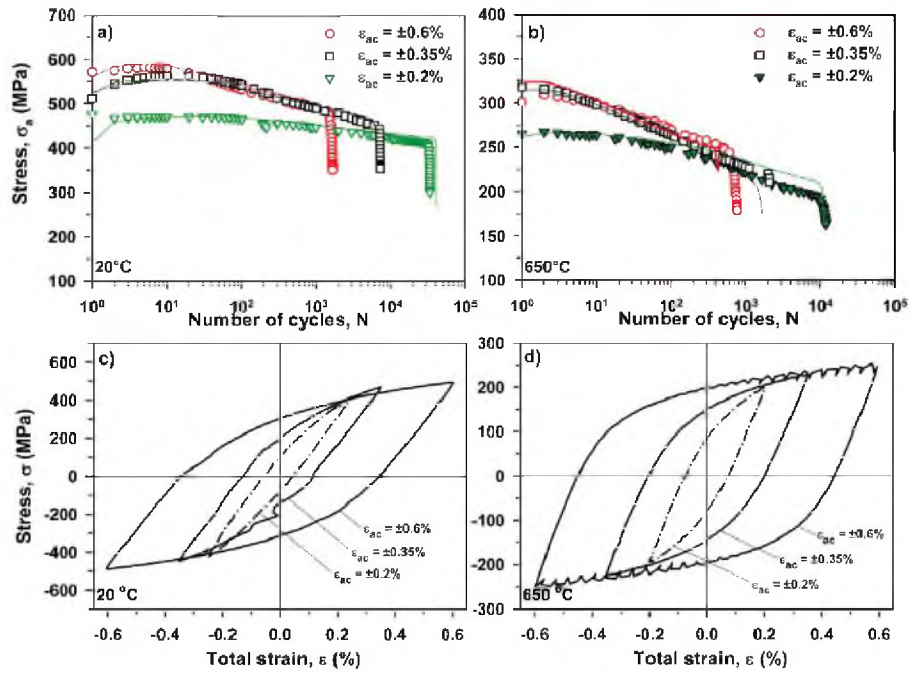 a)
εac = ±0.6%
εac = ±0.35%
εac = ±0.2%
600
500
400
300
200
100
Stress, σa (MPa)
20°C
10^0 10^1 10^2 10^3 10^4 10^5
Number of cycles, N
b)
εac = ±0.6%
εac = ±0.35%
εac = ±0.2%
400
350
300
250
200
150
100
650°C
10^0 10^1 10^-2 10^3 10^4 10^5
Number of cycles, N
c)
600
400
200
0
-200
-400
-600
Stress, σ (MPa)
εac = ±0.6%
εac = ±0.35%
εac = ±0.2%
20 °C
-0.6 -0.4 -0.2 0.0 0.2 0.4 0.6
Total strain, ε (%)
d)
300
200
100
0
-100
-200
-300
εac = ±0.6%
εac = ±0.35%
εac = ±0.2%
650 °C
-0.6 -0.4 -0.2 0.0 0.2 0.4 0.6
Total strain, ε (%)